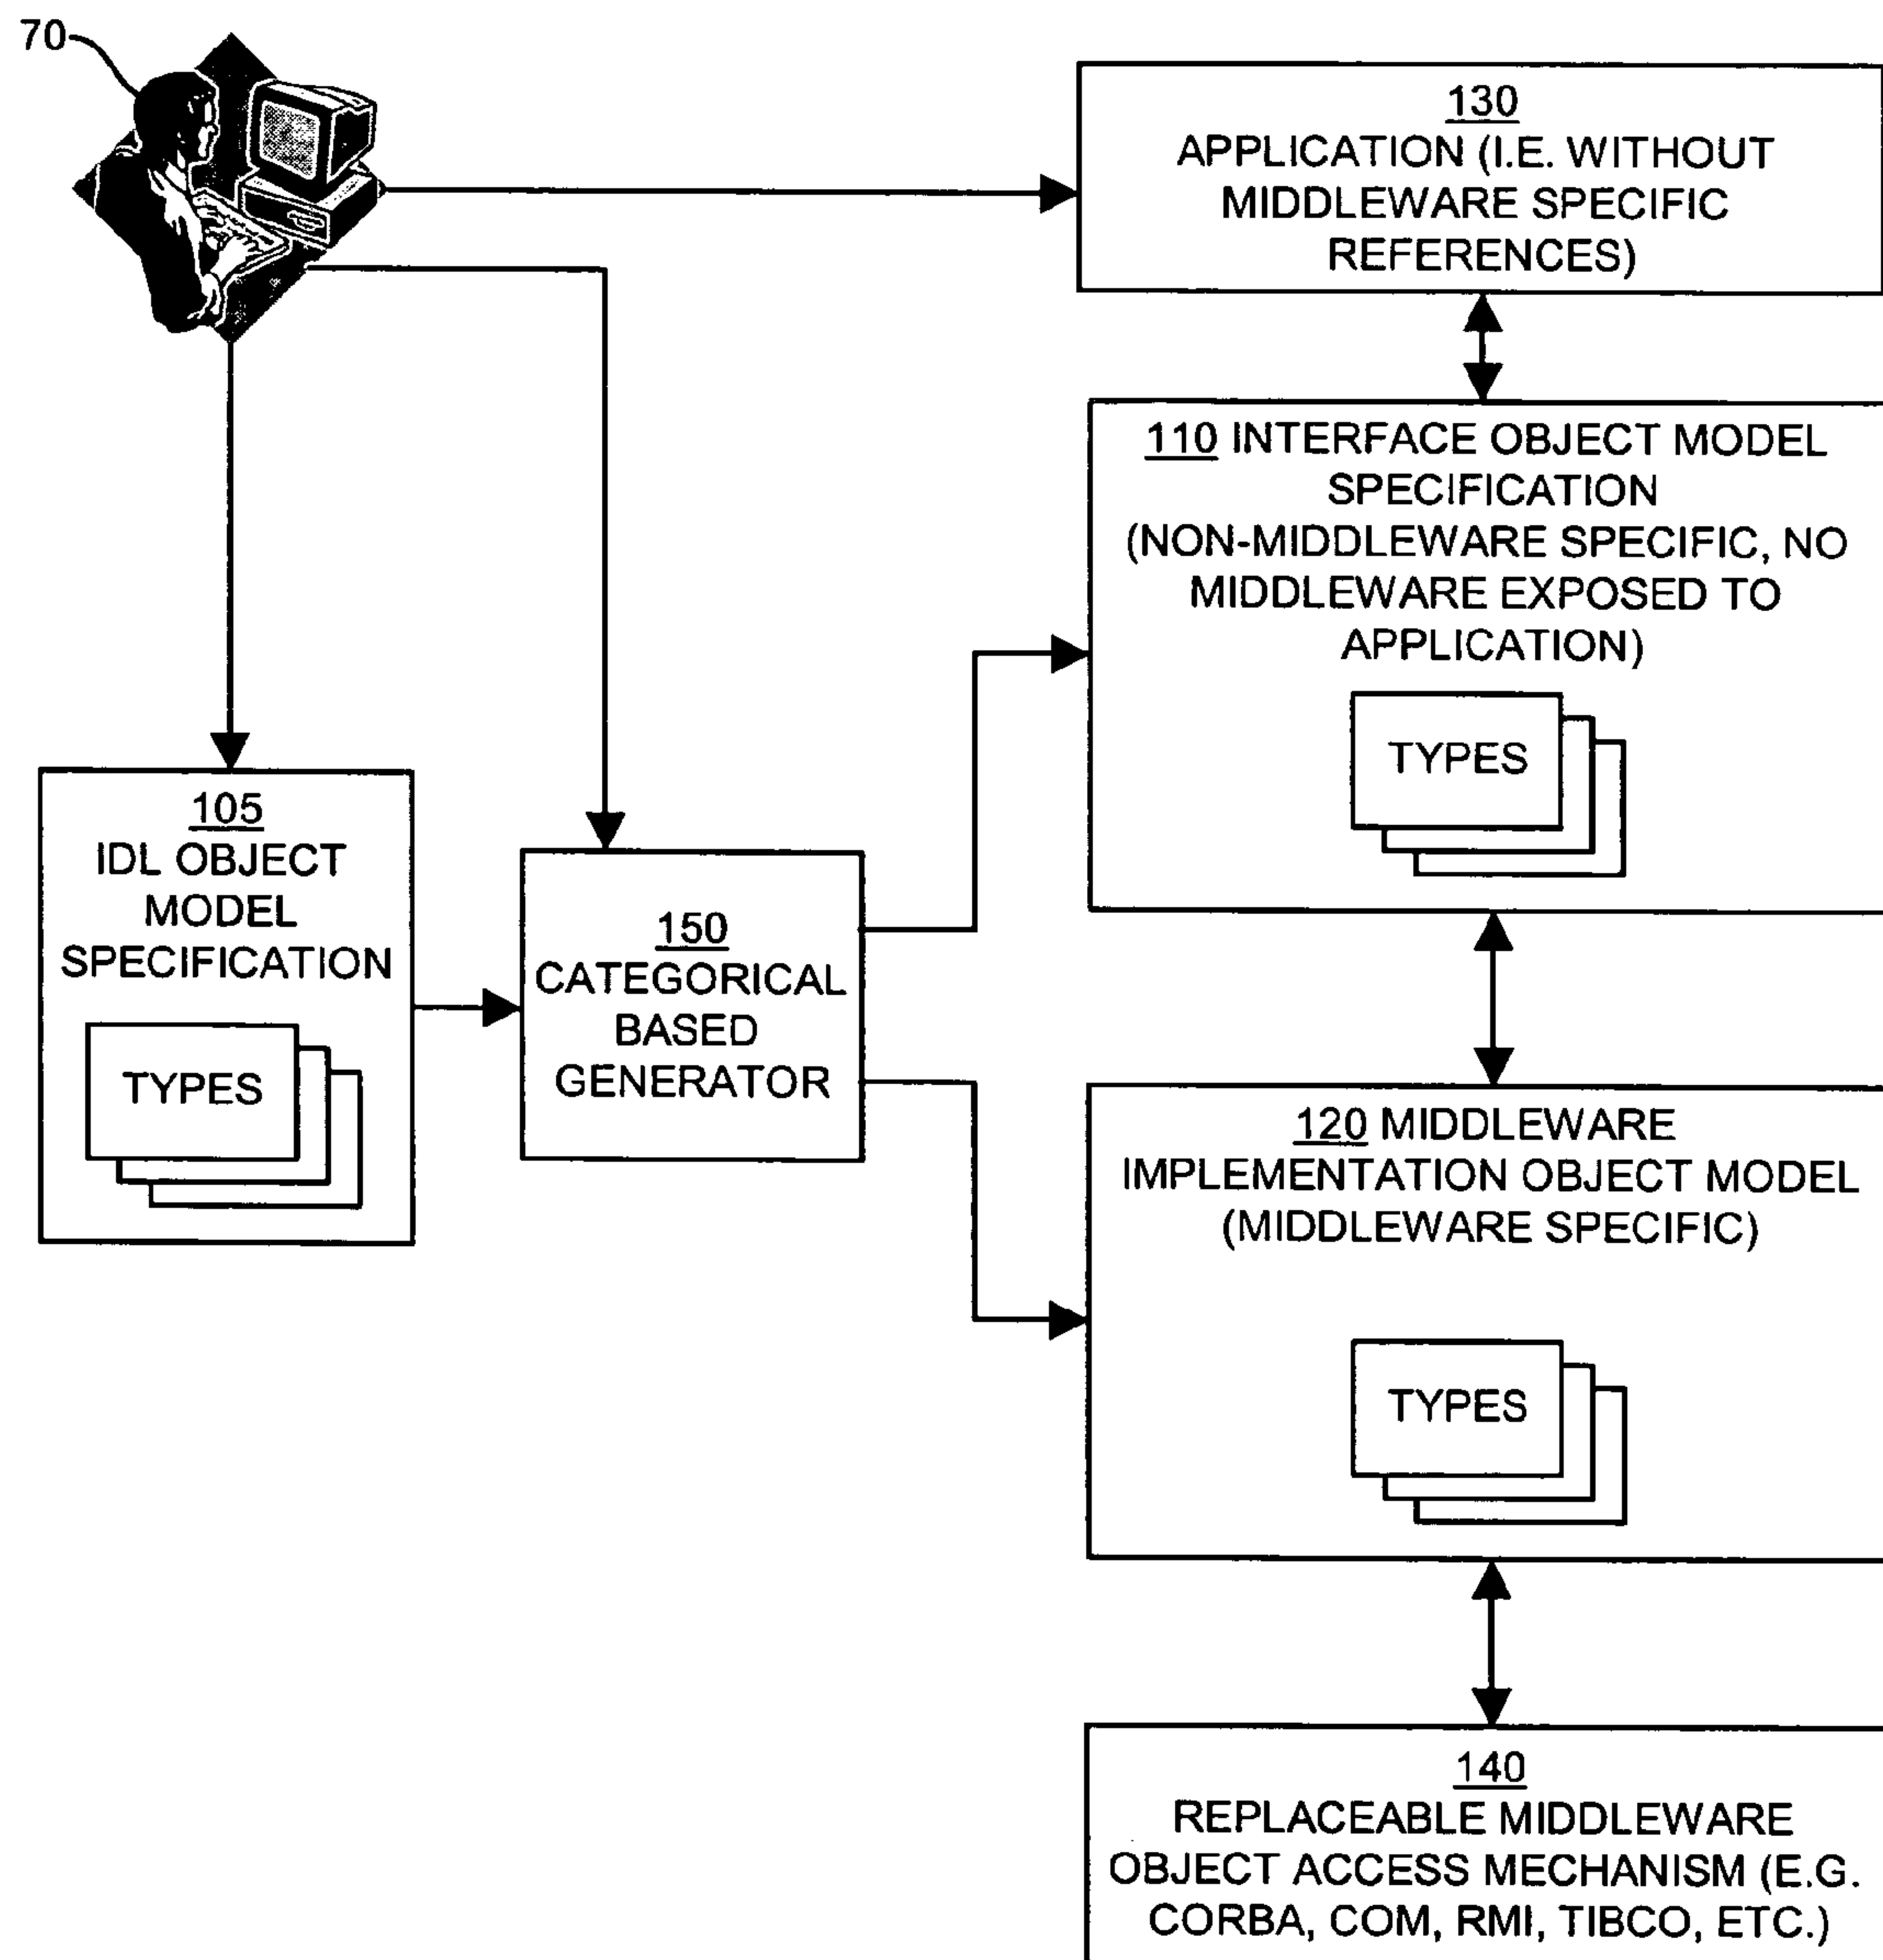 70
130
APPLICATION (I.E. WITHOUT
MIDDLEWARE SPECIFIC
REFERENCES)
110 INTERFACE OBJECT MODEL
SPECIFICATION
(NON-MIDDLEWARE SPECIFIC, NO
MIDDLEWARE EXPOSED TO
APPLICATION)
TYPES
105
IDL OBJECT
MODEL
SPECIFICATION
TYPES
150
CATEGORICAL
BASED
GENERATOR
120 MIDDLEWARE
IMPLEMENTATION OBJECT MODEL
(MIDDLEWARE SPECIFIC)
TYPES
140
REPLACEABLE MIDDLEWARE
OBJECT ACCESS MECHANISM (E.G.
CORBA, COM, RMI, TIBCO, ETC.)